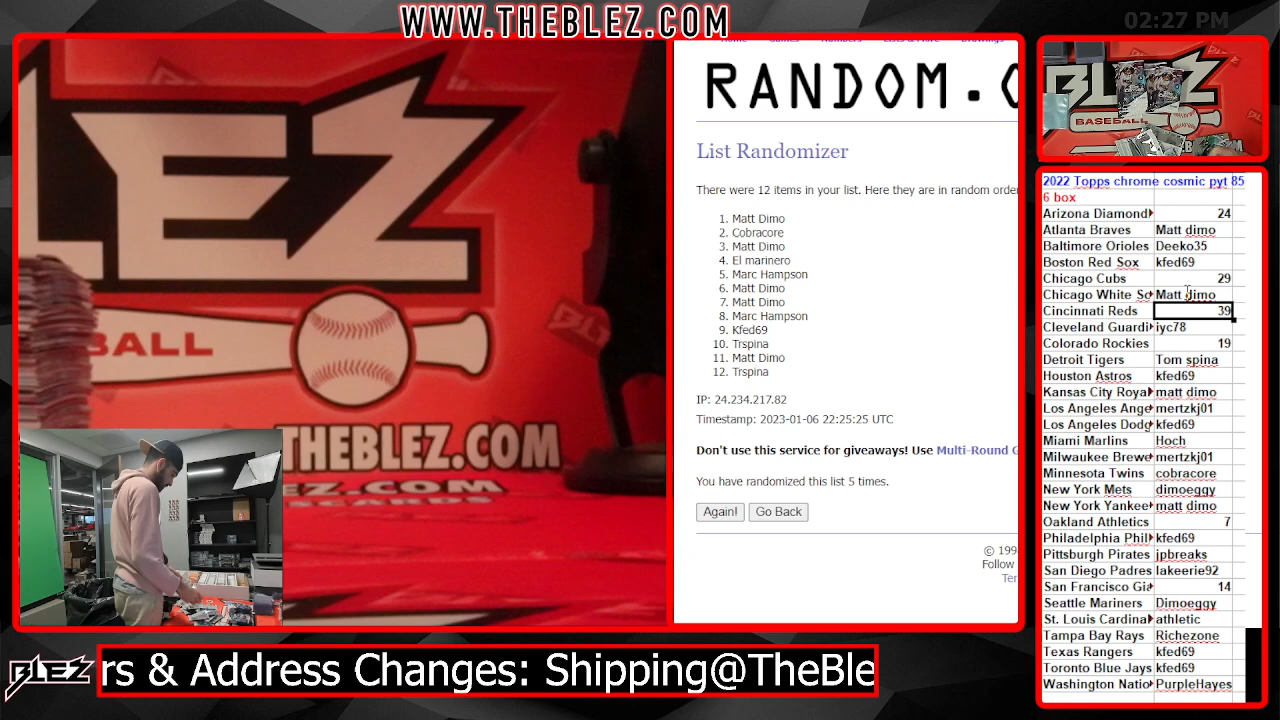 WWW.THEBLEZ.COM
02:27 PM
RANDOM.O
List Randomizer
There were 12 items in your list. Here they are in random order
1. Matt Dimo
2. Cobracore
3. Matt Dimo
4. El marinero
5. Marc Hampson
6. Matt Dimo
7. Matt Dimo
8. Marc Hampson
9. Kfed69
10. Trspina
11. Matt Dimo
12. Trspina
IP: 24.234.217.82
Timestamp: 2023-01-06 22:25:25 UTC
Don't use this service for giveaways! Use Multi-Round G
You have randomized this list 5 times.
Again! Go Back
© 199
Follow
Ter
LEZ
BALL
THEBLEZ.COM
BLEZ
BASEBALL
2022 Topps chrome cosmic pyt 85
6 box
Arizona Diamond 24
Atlanta Braves Matt dimo
Baltimore Orioles Deeko35
Boston Red Sox kfed69
Chicago Cubs 29
Chicago White So Matt dimo
Cincinnati Reds 39
Cleveland Guardi iyc78
Colorado Rockies 19
Detroit Tigers Tom spina
Houston Astros kfed69
Kansas City Roya matt dimo
Los Angeles Ange mertzkj01
Los Angeles Dodg kfed69
Miami Marlins Hoch
Milwaukee Brewe mertzkj01
Minnesota Twins cobracore
New York Mets dimoeggy
New York Yankee matt dimo
Oakland Athletics 7
Philadelphia Phil kfed69
Pittsburgh Pirates jpbreaks
San Diego Padres lakeerie92
San Francisco Gia 14
Seattle Mariners Dimoeggy
St. Louis Cardina athletic
Tampa Bay Rays Richezone
Texas Rangers kfed69
Toronto Blue Jays kfed69
Washington Natio PurpleHayes
BLEZ
rs & Address Changes: Shipping@TheBle